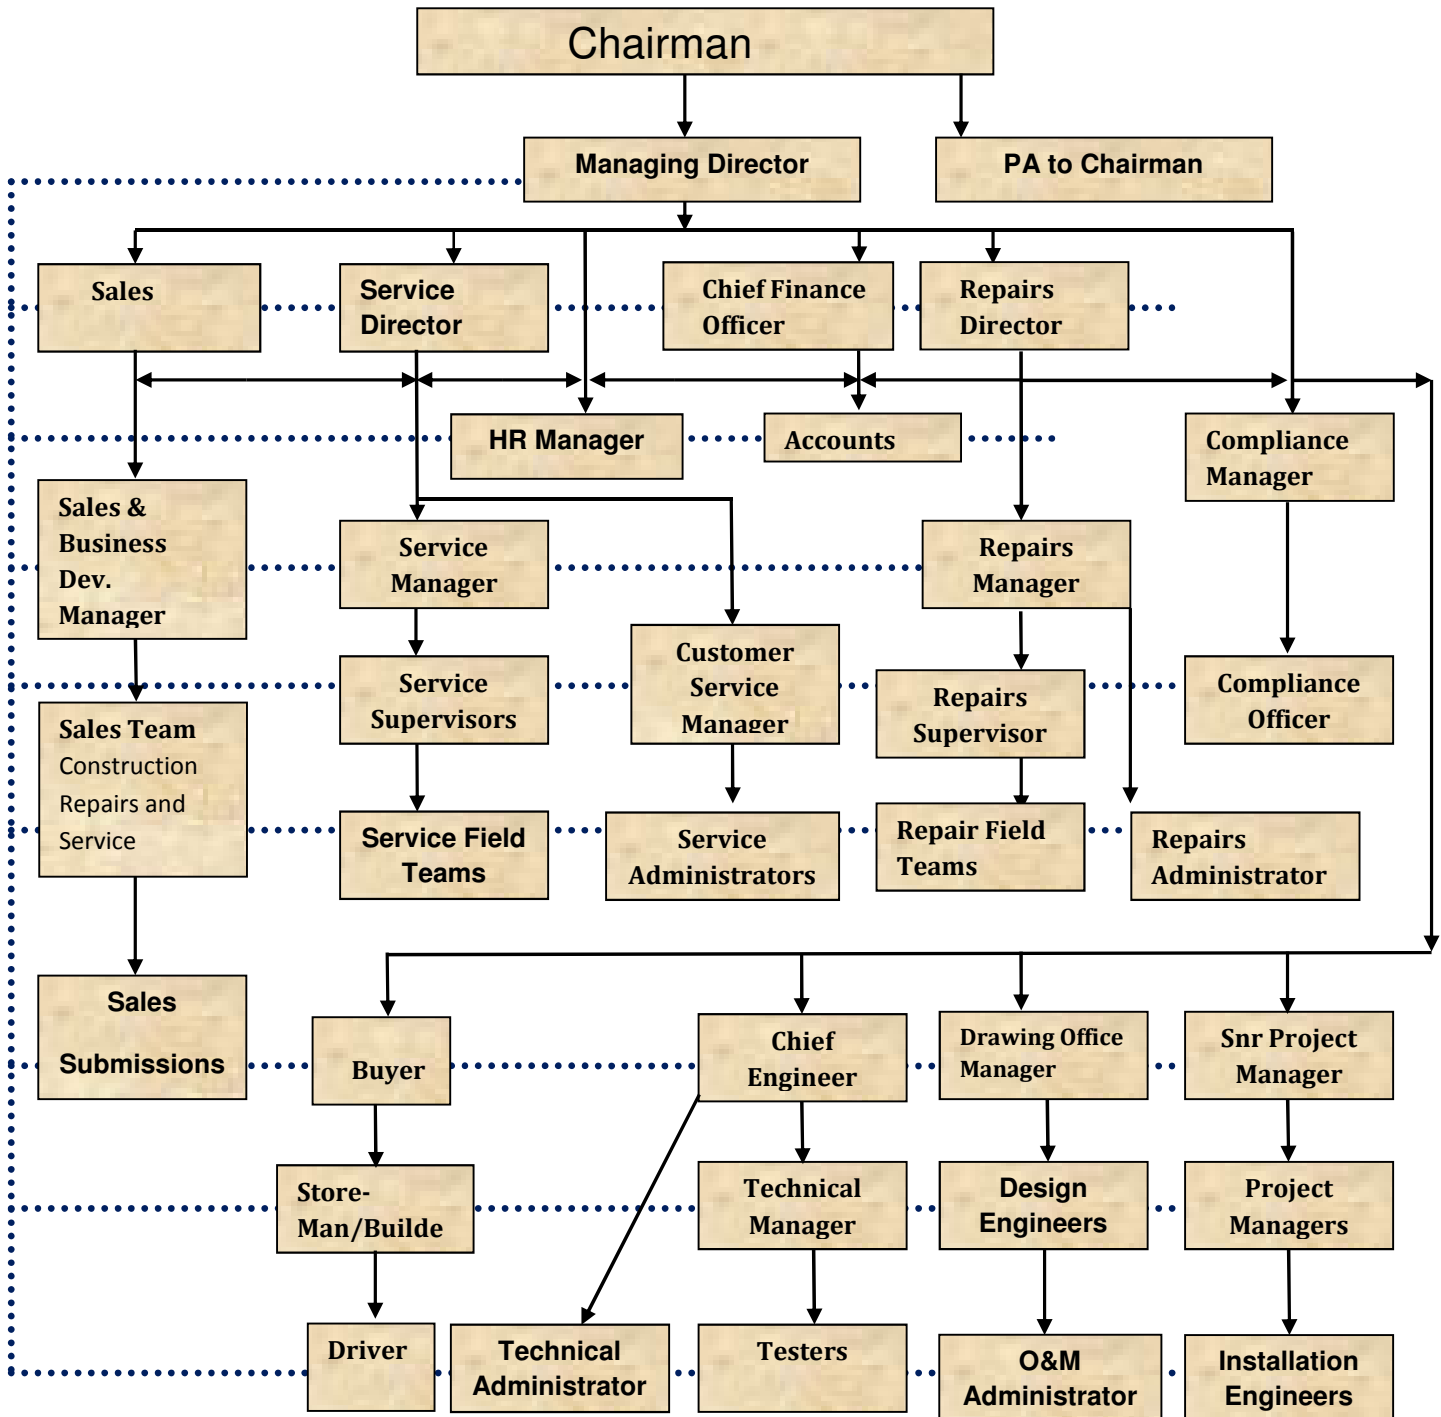 Chairman
Managing Director
PA to Chairman
Sales
Service
Director
Chief Finance
Officer
Repairs
Director
HR Manager
Accounts
Compliance
Manager
Sales &
Business
Dev.
Manager
Service
Manager
Repairs
Manager
Customer
Service
Manager
Service
Supervisors
Repairs
Supervisor
Compliance
Officer
Sales Team
Construction
Repairs and
Service
Service Field
Teams
Service
Administrators
Repair Field
Teams
Repairs
Administrator
Sales
Submissions
Buyer
Chief
Engineer
Drawing Office
Manager
Snr Project
Manager
Store-
Man/Builde
Technical
Manager
Design
Engineers
Project
Managers
Driver
Technical
Administrator
Testers
O&M
Administrator
Installation
Engineers